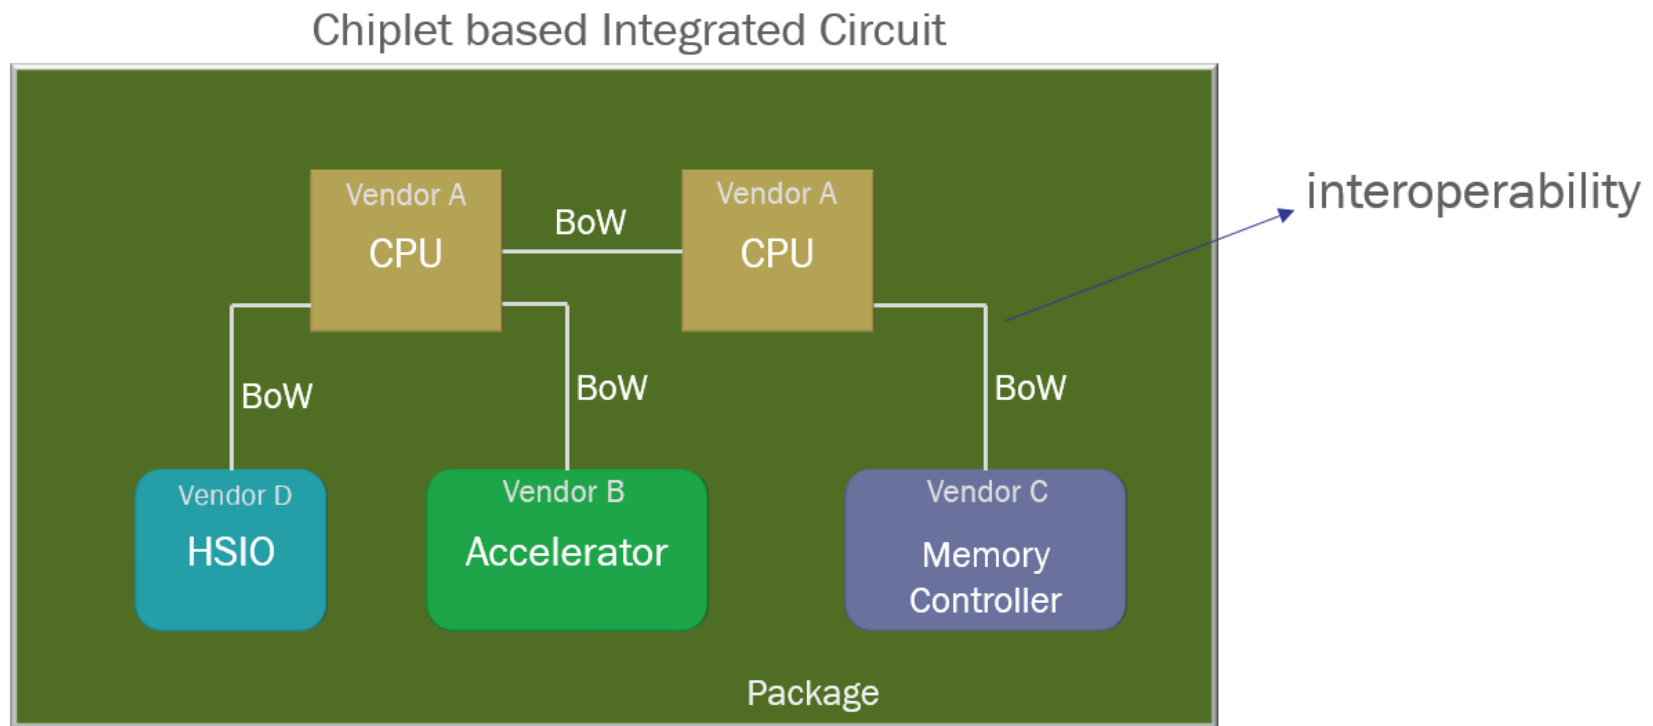 Chiplet based Integrated Circuit
Vendor A
CPU
BoW
Vendor A
CPU
interoperability
BoW
BoW
BoW
Vendor D
HSIO
Vendor B
Accelerator
Vendor C
Memory
Controller
Package